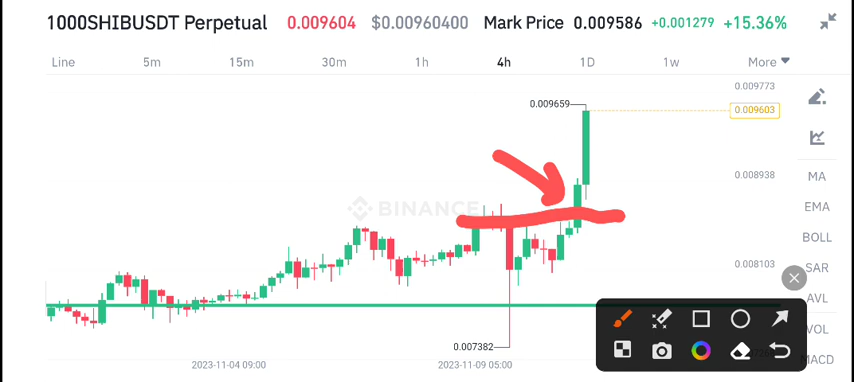 1000SHIBUSDT Perpetual 0.009604 $0.00960400 Mark Price 0.009586 +0.001279 +15.36%
Line 5m 15m 30m 1h 4h 1D 1w More
0.009773
0.009659
0.009603
0.008938
MA
BINANCE
EMA
BOLL
0.008103
SAR
AVL
VOL
0.007382
MACD
2023-11-04 09:00 2023-11-09 05:00